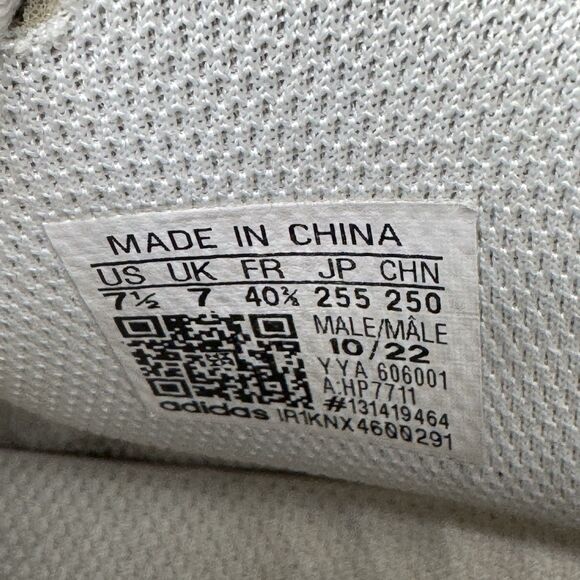 MADE IN CHINA
US UK FR JP CHN
7½ 7 40⅔ 255 250
MALE/MÂLE
10/22
YYA 606001
A:HP7711
#131419464
adidas IR1KNX4600291